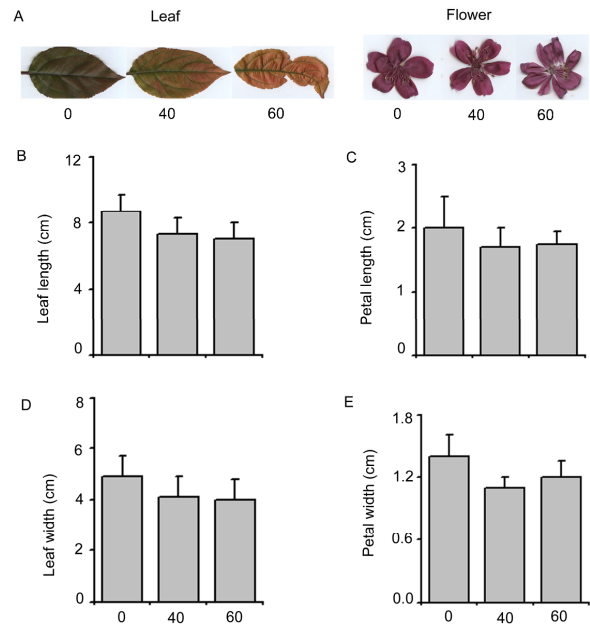 A
Leaf
Flower
0 40 60
0 40 60
B
12
8
4
0
Leaf length (cm)
C
3
2
1
0
Petal length (cm)
D
8
6
4
2
0
Leaf width (cm)
0 40 60
E
1.8
1.2
0.6
0.0
Petal width (cm)
0 40 60